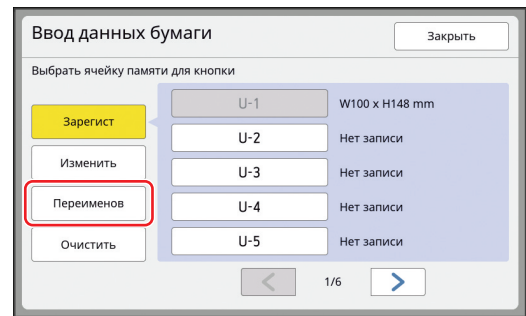 Ввод данных бумаги
Закрыть
Выбрать ячейку памяти для кнопки
Зарегист
Изменить
Переименов
Очистить
U-1 W100 x H148 mm
U-2 Нет записи
U-3 Нет записи
U-4 Нет записи
U-5 Нет записи
1/6